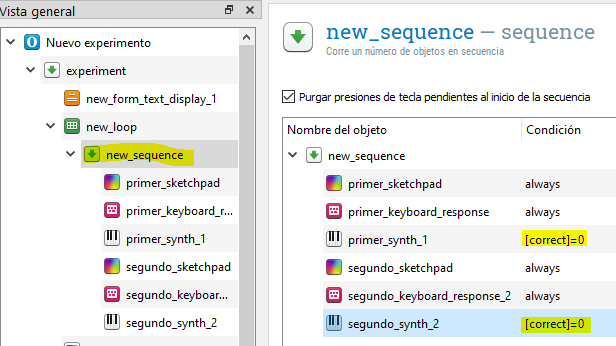 Vista general
Nuevo experimento
experiment
new_form_text_display_1
new_loop
new_sequence
primer_sketchpad
primer_keyboard_r...
primer_synth_1
segundo_sketchpad
segundo_keyboar...
segundo_synth_2
new_sequence – sequence
Corre un número de objetos en secuencia
Purgar presiones de tecla pendientes al inicio de la secuencia
Nombre del objeto Condición
new_sequence
primer_sketchpad always
primer_keyboard_response always
primer_synth_1 [correct]=0
segundo_sketchpad always
segundo_keyboard_response_2 always
segundo_synth_2 [correct]=0